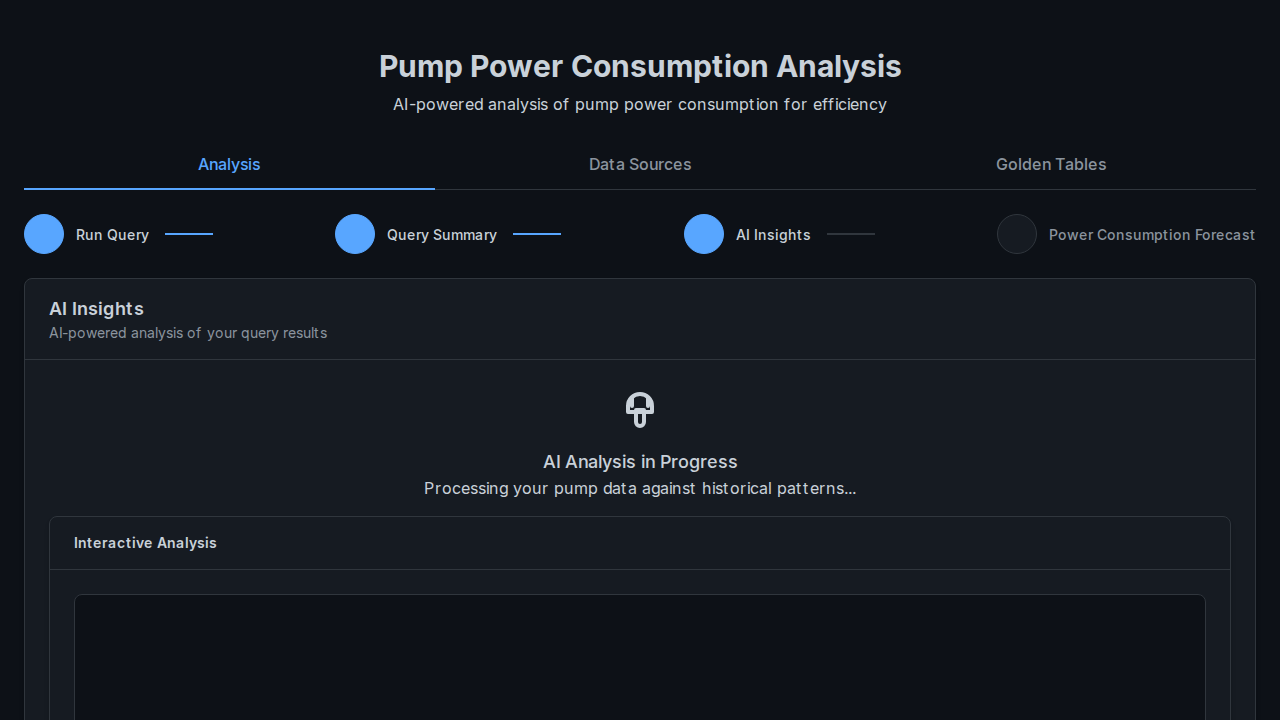 Pump Power Consumption Analysis
AI-powered analysis of pump power consumption for efficiency
Analysis
Data Sources
Golden Tables
Run Query
Query Summary
AI Insights
Power Consumption Forecast
AI Insights
AI-powered analysis of your query results
AI Analysis in Progress
Processing your pump data against historical patterns...
Interactive Analysis